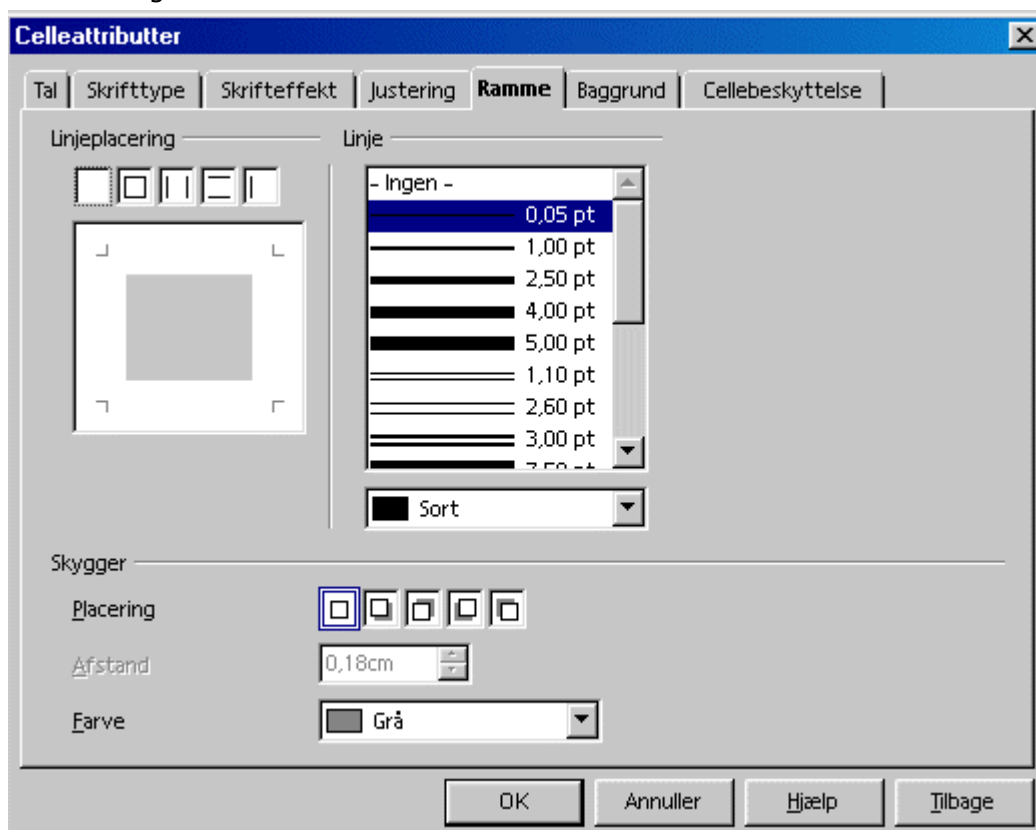 Celleattributter
Tal Skrifttype Skrifteffekt Justering Ramme Baggrund Cellebeskyttelse
Linjeplacering Linje
- Ingen -
0,05 pt
1,00 pt
2,50 pt
4,00 pt
5,00 pt
1,10 pt
2,60 pt
3,00 pt
Sort
Skygger
Placering
Afstand 0,18cm
Farve Grå
OK Annuller Hjælp Tilbage